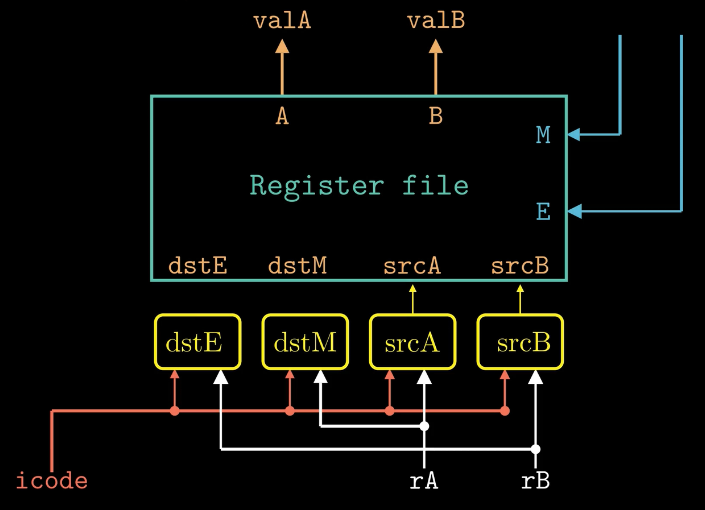 valA valB
A B
M
Register file
E
dstE dstM srcA srcB
dstE dstM srcA srcB
icode rA rB